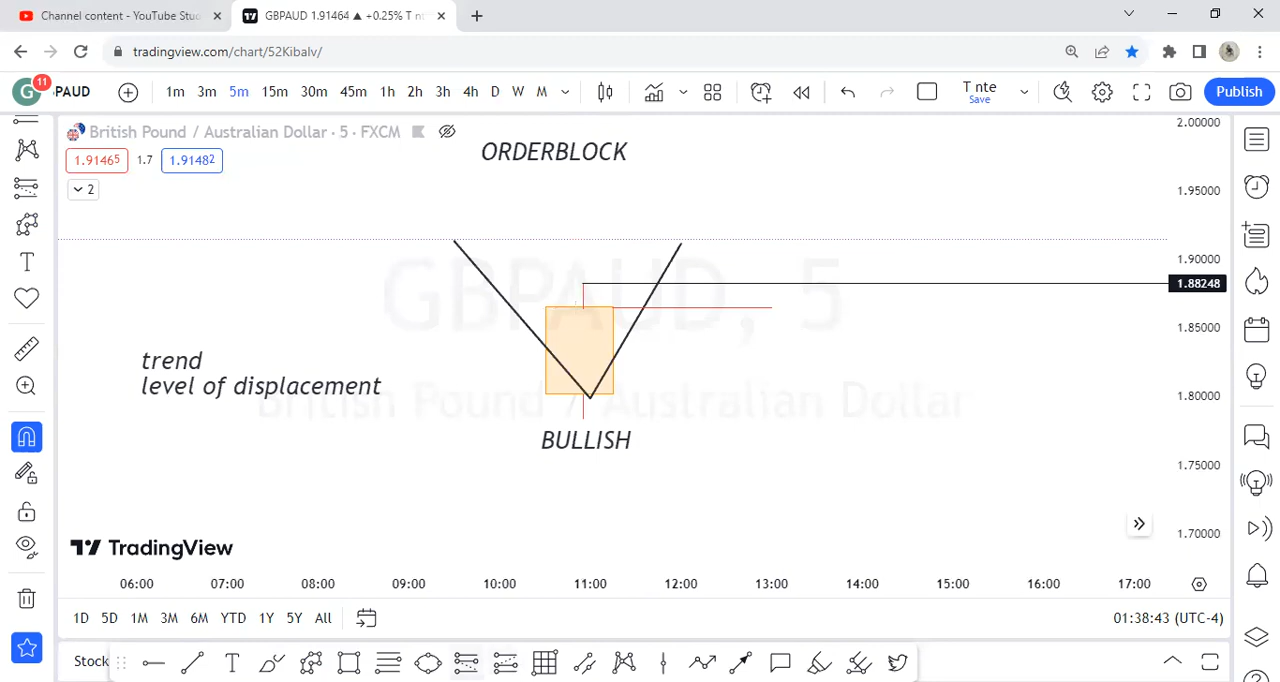 Channel content - YouTube Stu
GBPAUD 1.91464 ▲ +0.25% T n
tradingview.com/chart/52Kibalv/
G
11
PAUD
1m 3m 5m 15m 30m 45m 1h 2h 3h 4h D W M
T nte
Save
Publish
British Pound / Australian Dollar · 5 · FXCM
1.91465 1.7 1.91482
2
ORDERBLOCK
2.00000
1.95000
1.90000
1.88248
1.85000
1.80000
1.75000
1.70000
GBPAUD, 5
British Pound / Australian Dollar
trend
level of displacement
BULLISH
TradingView
06:00 07:00 08:00 09:00 10:00 11:00 12:00 13:00 14:00 15:00 16:00 17:00
1D 5D 1M 3M 6M YTD 1Y 5Y All
01:38:43 (UTC-4)
Stock